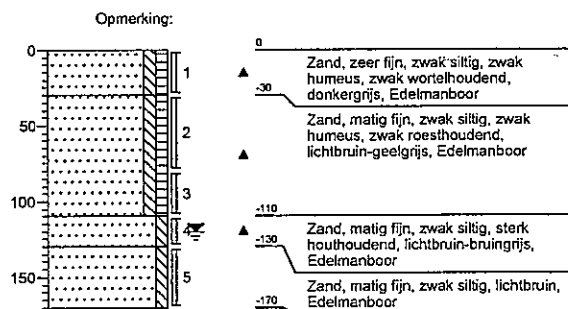 Opmerking:
0
50
100
150
1
2
3
4
5
0
Zand, zeer fijn, zwak siltig, zwak
humeus, zwak wortelhoudend,
donkergrijs, Edelmanboor
-30
Zand, matig fijn, zwak siltig, zwak
humeus, zwak roesthoudend,
lichtbruin-geelgrijs, Edelmanboor
-110
Zand, matig fijn, zwak siltig, sterk
houthoudend, lichtbruin-bruingrijs,
Edelmanboor
-130
Zand, matig fijn, zwak siltig, lichtbruin,
Edelmanboor
-170